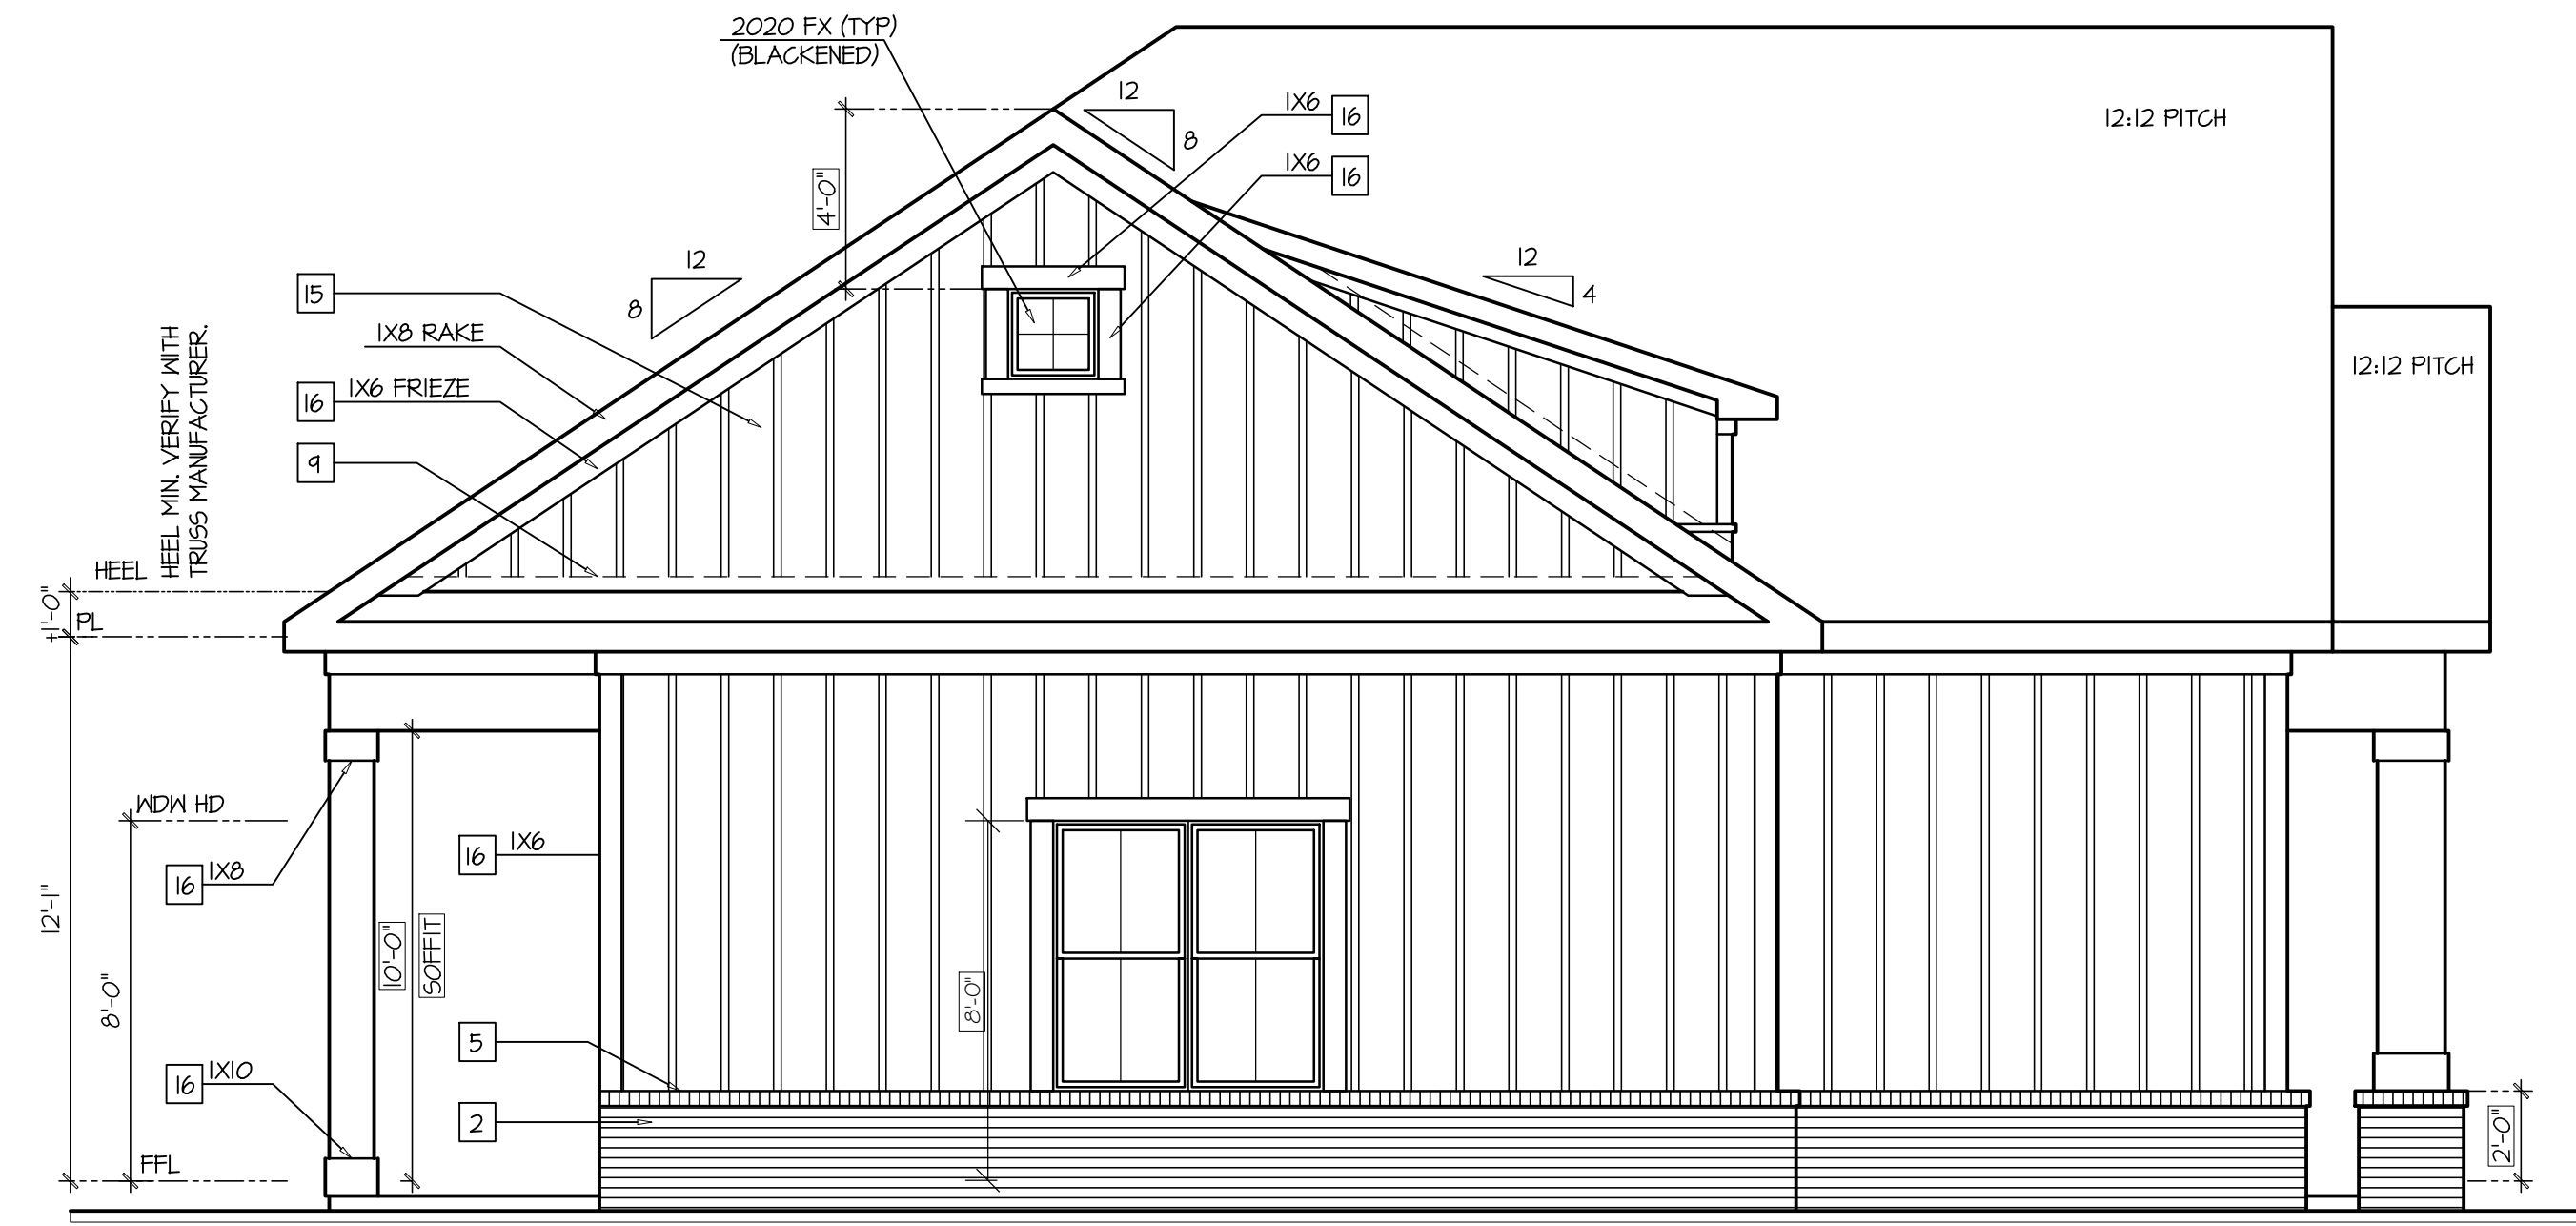 2020 FX (TYP)
(BLACKENED)
12
8
1X6 16
1X6 16
12:12 PITCH
4'-0"
12
8
12
4
15
1X8 RAKE
16 1X6 FRIEZE
9
12:12 PITCH
HEEL MIN. VERIFY WITH
TRUSS MANUFACTURER.
HEEL
±1'-0"
PL
WDW HD
16 1X6
16 1X8
12'-1"
8'-0"
10'-0"
SOFFIT
8'-0"
5
16 1X10
2
FFL
2'-0"